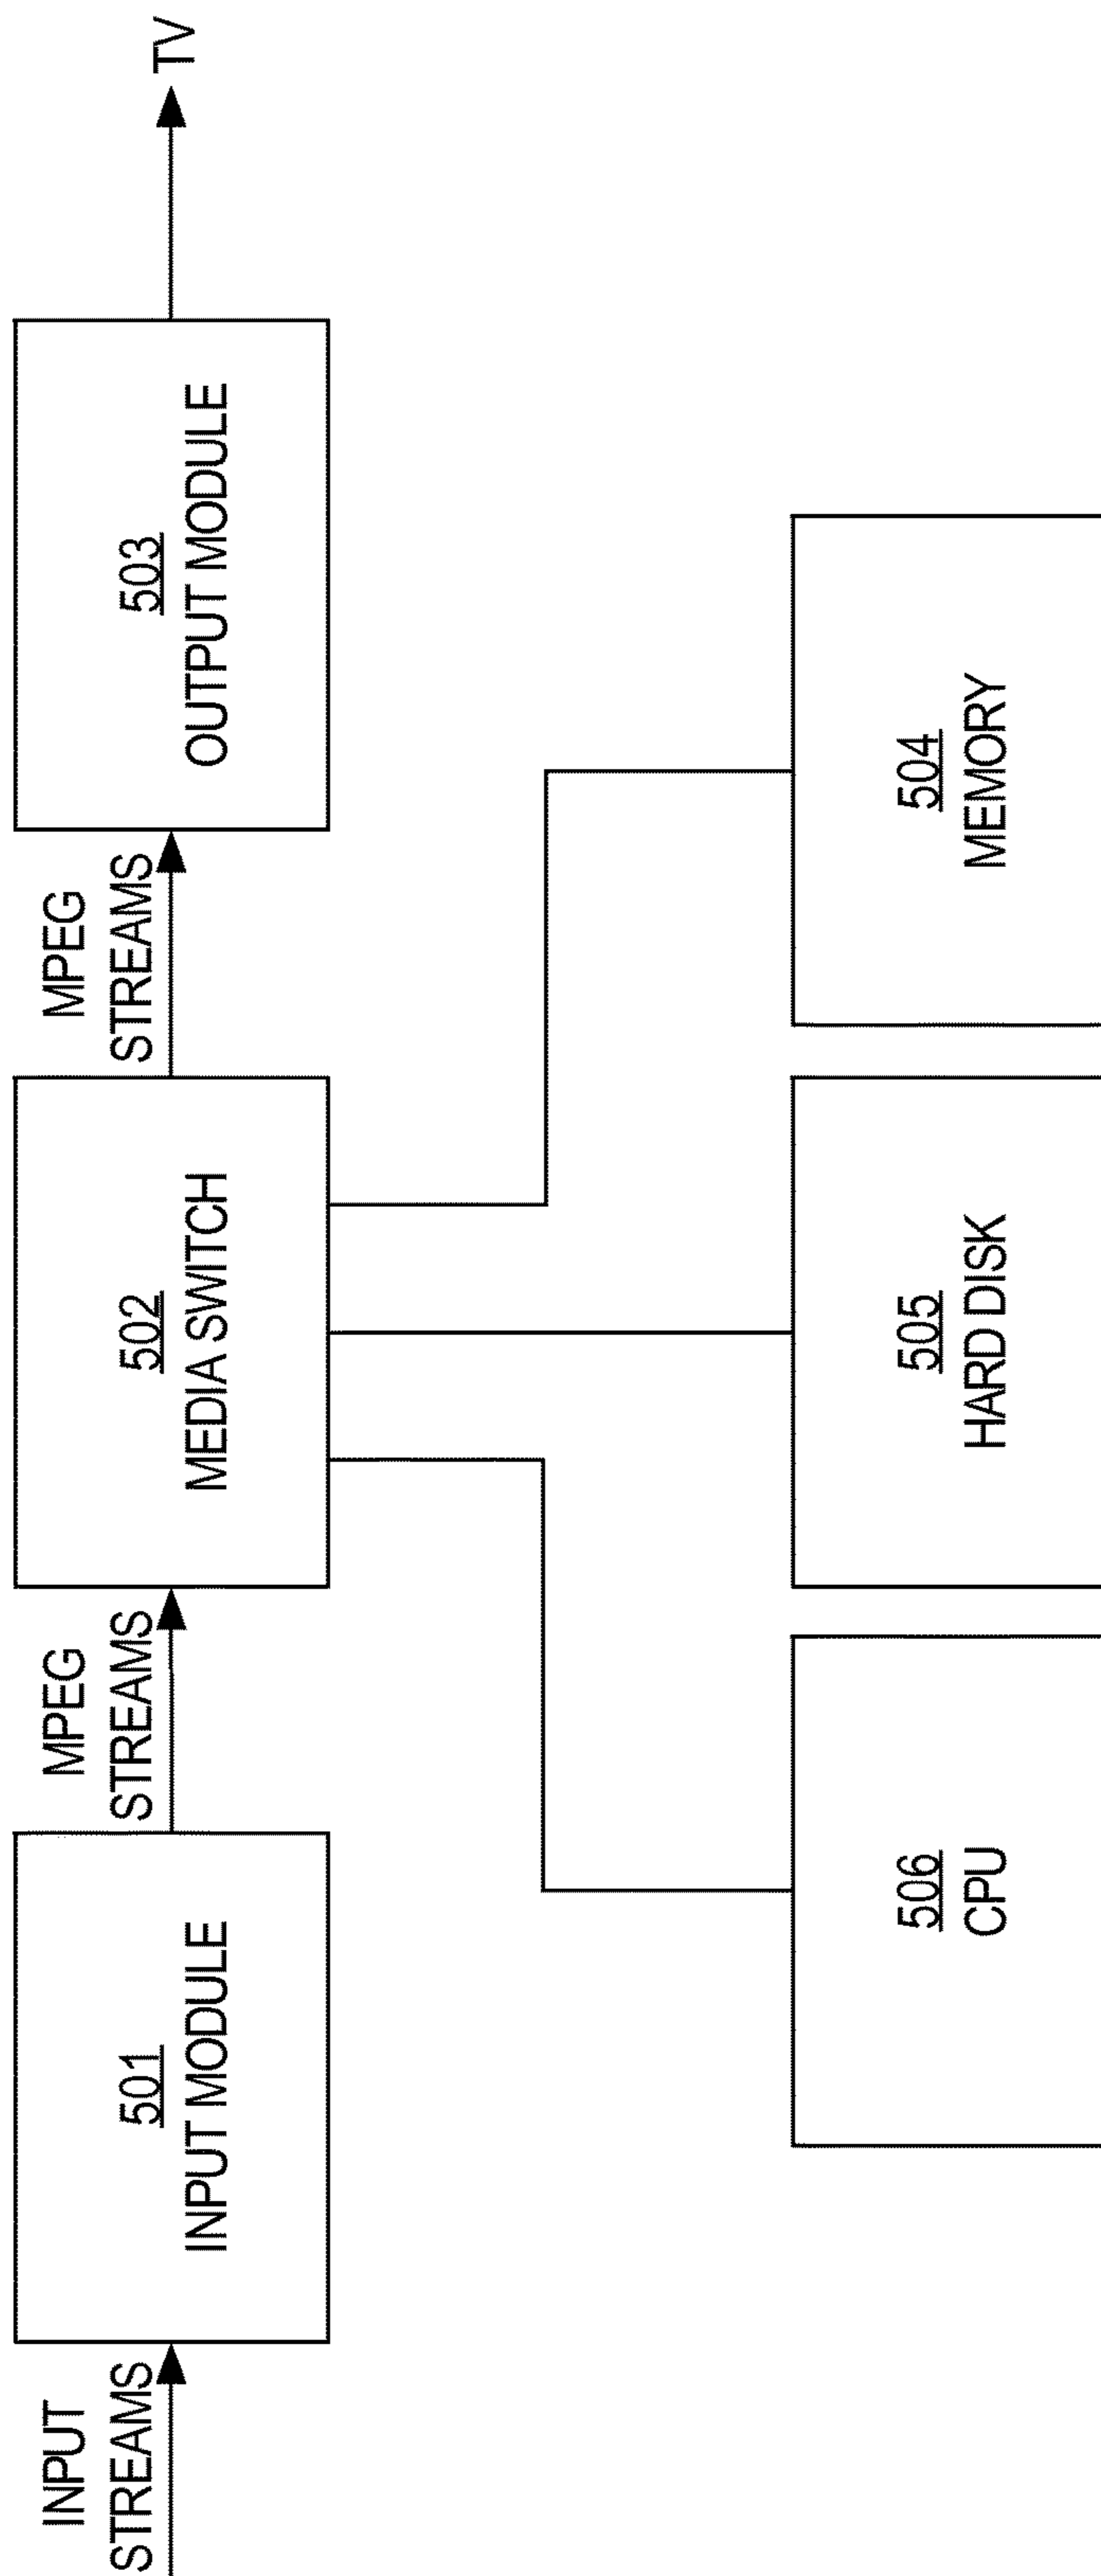 INPUT
STREAMS
501
INPUT MODULE
MPEG
STREAMS
502
MEDIA SWITCH
MPEG
STREAMS
503
OUTPUT MODULE
TV
506
CPU
505
HARD DISK
504
MEMORY